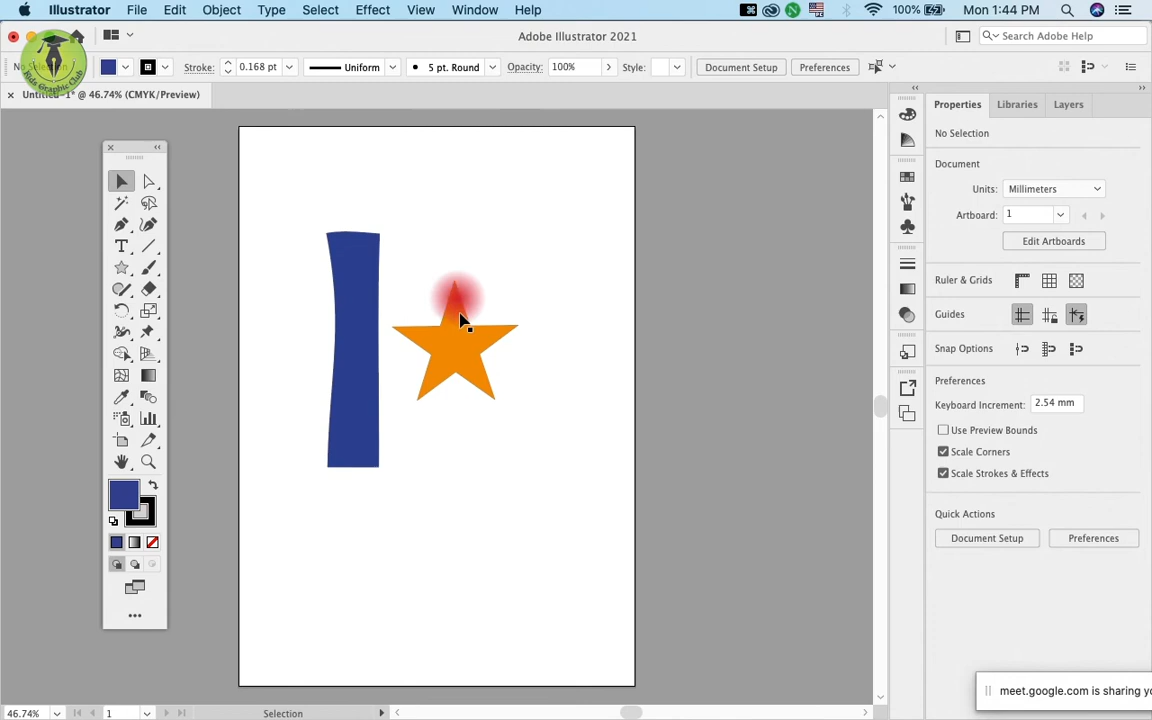 Illustrator File Edit Object Type Select Effect View Window Help 100% Mon 1:44 PM
Adobe Illustrator 2021 Search Adobe Help
Kids Graphic Club
Stroke: 0.168 pt Uniform 5 pt. Round Opacity: 100% Style: Document Setup Preferences
× @ 46.74% (CMYK/Preview)
Properties Libraries Layers
No Selection
Document
Units: Millimeters
Artboard: 1
Edit Artboards
Ruler & Grids
Guides
Snap Options
Preferences
Keyboard Increment: 2.54 mm
Use Preview Bounds
Scale Corners
Scale Strokes & Effects
Quick Actions
Document Setup Preferences
meet.google.com is sharing
46.74% 1 Selection